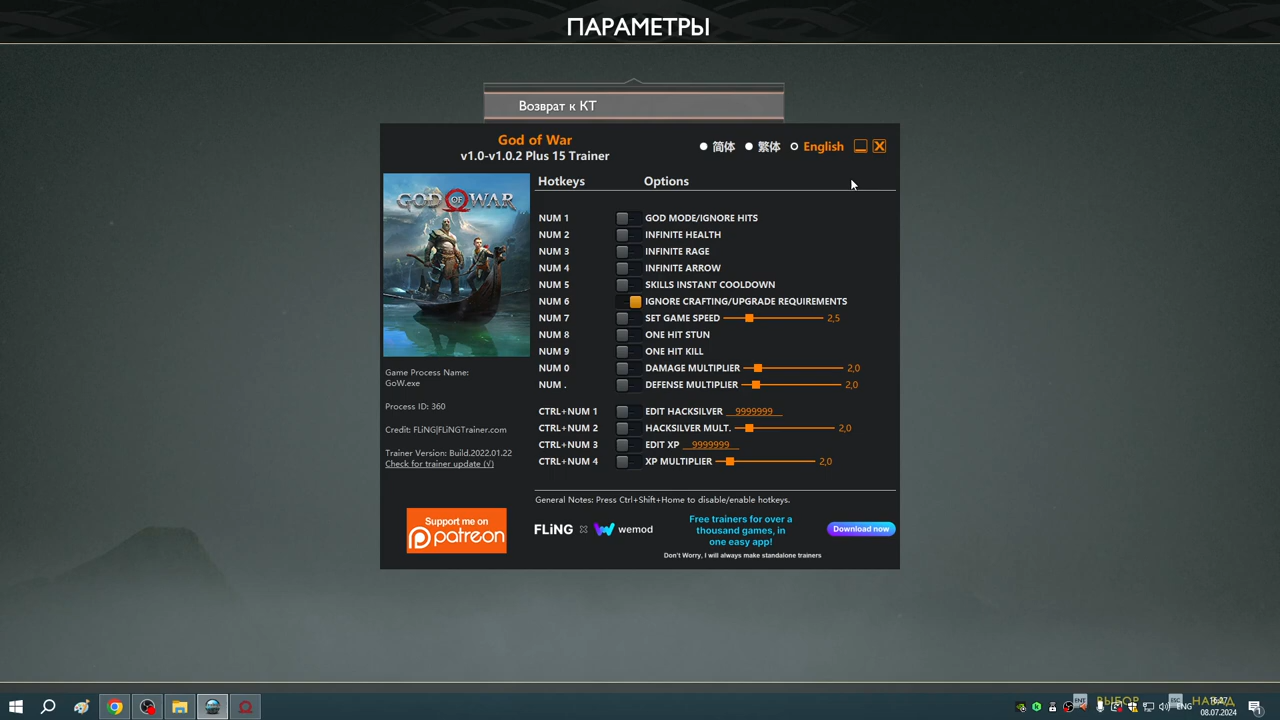 ПАРАМЕТРЫ
Возврат к КТ
God of War
v1.0-v1.0.2 Plus 15 Trainer
简体 繁体 English
Hotkeys Options
GOD OF WAR
NUM 1 GOD MODE/IGNORE HITS
NUM 2 INFINITE HEALTH
NUM 3 INFINITE RAGE
NUM 4 INFINITE ARROW
NUM 5 SKILLS INSTANT COOLDOWN
NUM 6 IGNORE CRAFTING/UPGRADE REQUIREMENTS
NUM 7 SET GAME SPEED 2,5
NUM 8 ONE HIT STUN
NUM 9 ONE HIT KILL
NUM 0 DAMAGE MULTIPLIER 2,0
NUM . DEFENSE MULTIPLIER 2,0
CTRL+NUM 1 EDIT HACKSILVER 9999999
CTRL+NUM 2 HACKSILVER MULT. 2,0
CTRL+NUM 3 EDIT XP 9999999
CTRL+NUM 4 XP MULTIPLIER 2,0
Game Process Name:
GoW.exe
Process ID: 360
Credit: FLiNG|FLiNGTrainer.com
Trainer Version: Build.2022.01.22
Check for trainer update (√)
Support me on
patreon
General Notes: Press Ctrl+Shift+Home to disable/enable hotkeys.
FLiNG wemod
Free trainers for over a
thousand games, in
one easy app!
Download now
Don't Worry, I will always make standalone trainers
ВЫБОР НАЗАД
ENG
08.07.2024